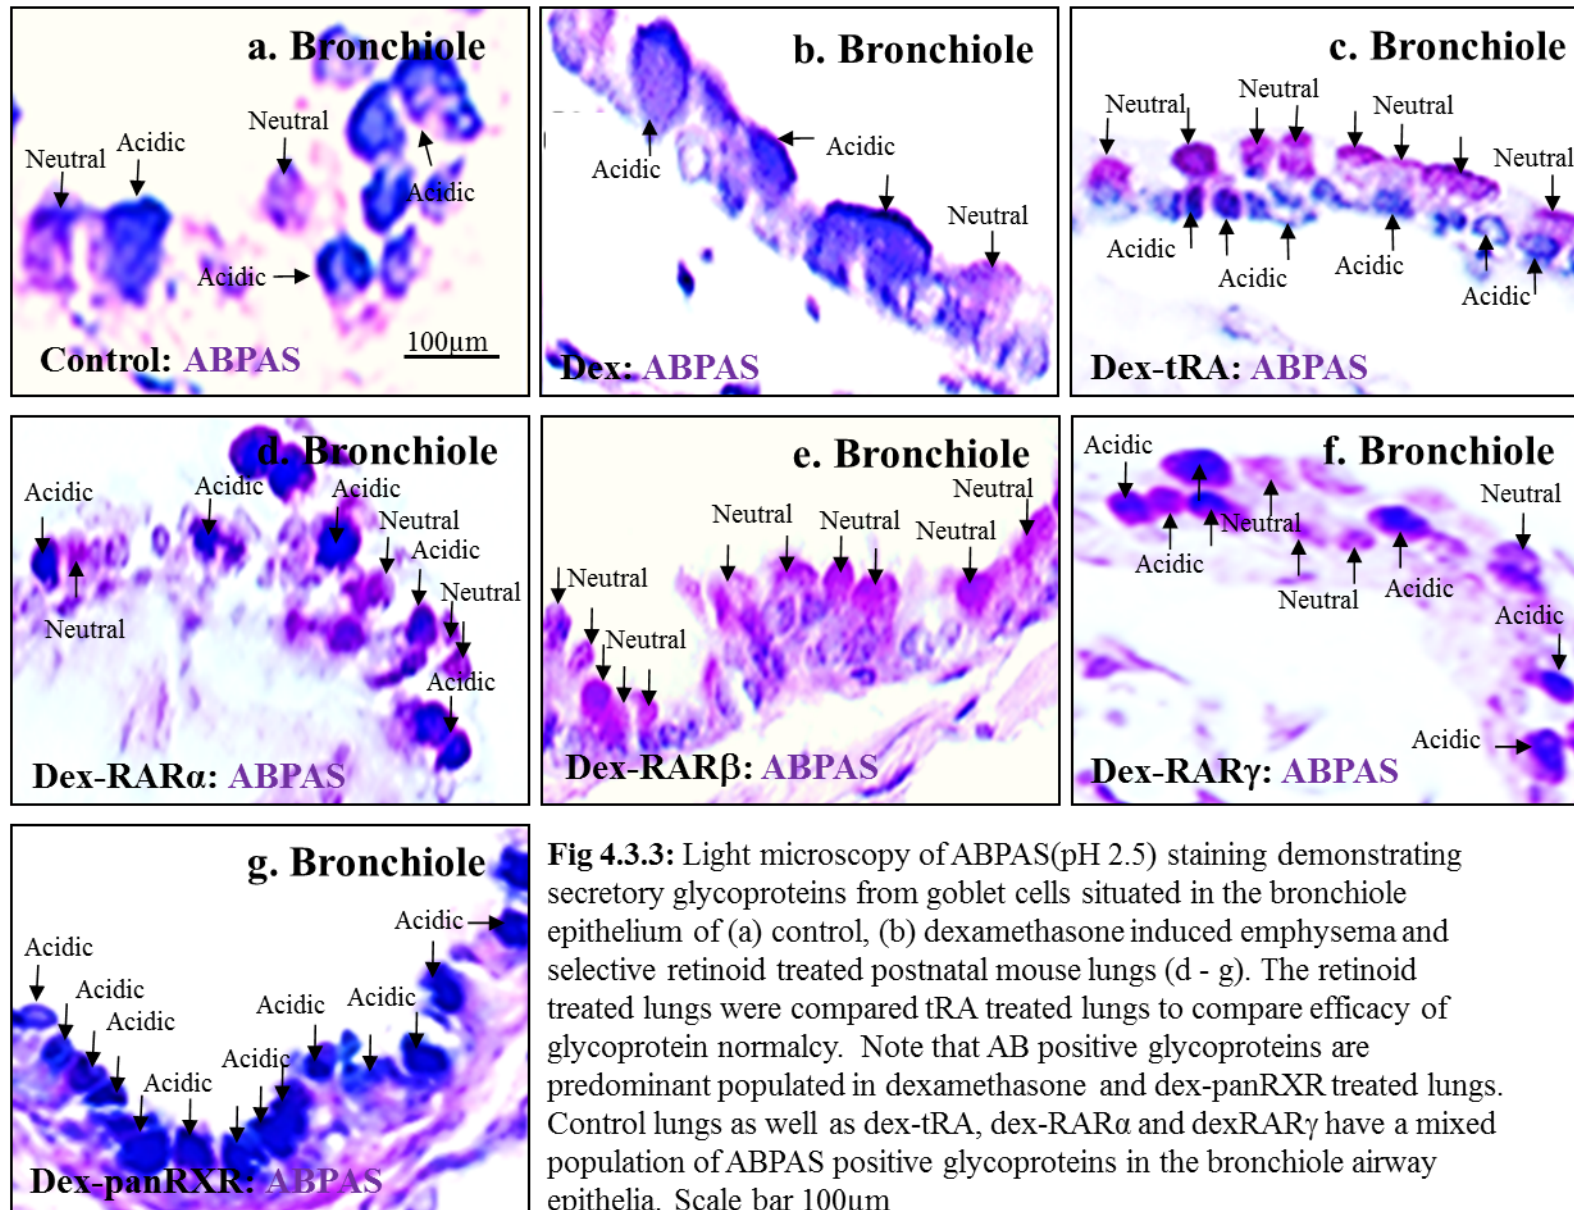 a. Bronchiole
Neutral
Acidic
Neutral
Acidic
Acidic
100µm
Control: ABPAS
b. Bronchiole
Acidic
Acidic
Neutral
Dex: ABPAS
c. Bronchiole
Neutral
Neutral
Neutral
Neutral
Acidic
Acidic
Acidic
Acidic
Dex-tRA: ABPAS
d. Bronchiole
Acidic
Acidic
Acidic
Neutral
Acidic
Neutral
Neutral
Acidic
Dex-RARα: ABPAS
e. Bronchiole
Neutral
Neutral
Neutral
Neutral
Neutral
Neutral
Dex-RARβ: ABPAS
f. Bronchiole
Acidic
Neutral
Neutral
Acidic
Acidic
Neutral
Acidic
Acidic
Dex-RARγ: ABPAS
g. Bronchiole
Acidic
Acidic
Acidic
Acidic
Acidic
Acidic
Acidic
Acidic
Dex-panRXR: ABPAS
Fig 4.3.3: Light microscopy of ABPAS(pH 2.5) staining demonstrating
secretory glycoproteins from goblet cells situated in the bronchiole
epithelium of (a) control, (b) dexamethasone induced emphysema and
selective retinoid treated postnatal mouse lungs (d - g). The retinoid
treated lungs were compared tRA treated lungs to compare efficacy of
glycoprotein normalcy. Note that AB positive glycoproteins are
predominant populated in dexamethasone and dex-panRXR treated lungs.
Control lungs as well as dex-tRA, dex-RARα and dexRARγ have a mixed
population of ABPAS positive glycoproteins in the bronchiole airway
epithelia. Scale bar 100µm